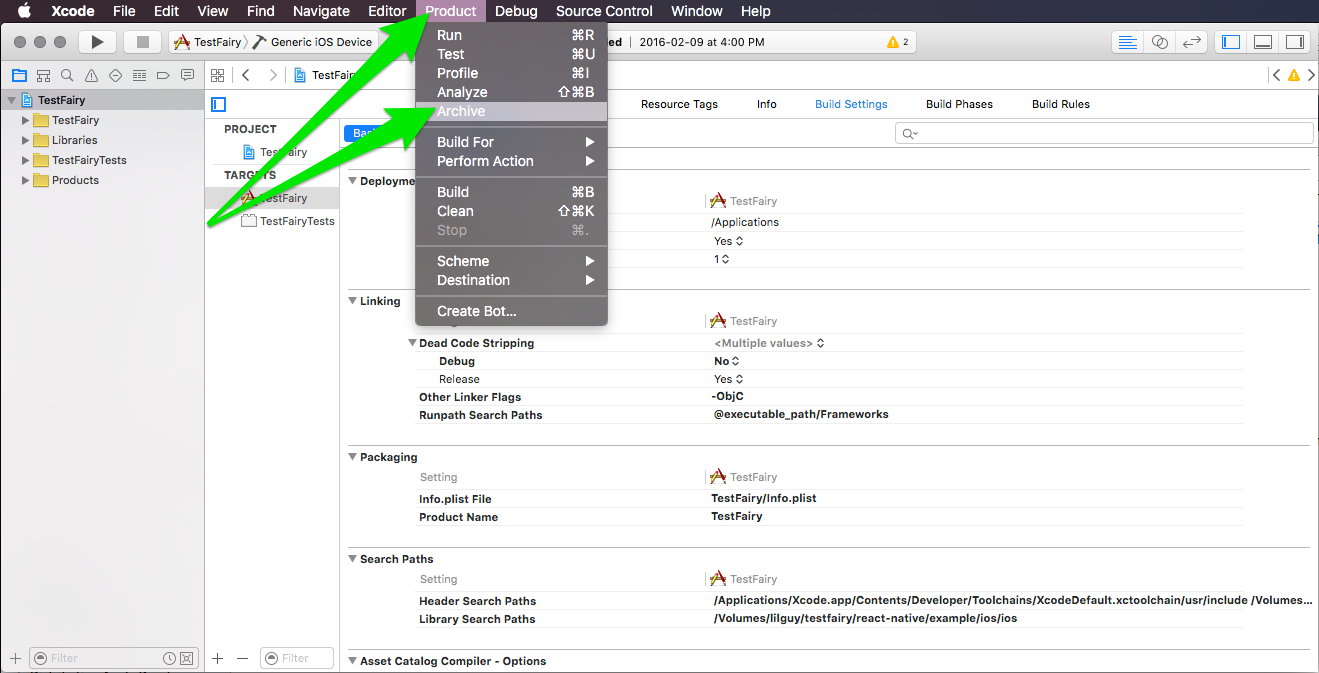 Xcode File Edit View Find Navigate Editor Product Debug Source Control Window Help
TestFairy Generic iOS Device 2016-02-09 at 4:00 PM 2
Run ⌘R
Test ⌘U
Profile ⌘I
Analyze ⇧⌘B
Archive
Build For
Perform Action
Build ⌘B
Clean ⇧⌘K
Stop ⌘.
Scheme
Destination
Create Bot...
TestFairy
TestFairy
Libraries
TestFairyTests
Products
Filter
PROJECT
TARGETS
TestFairyTests
Filter
Resource Tags Info Build Settings Build Phases Build Rules
TestFairy
/Applications
Yes
1
Linking
TestFairy
Dead Code Stripping <Multiple values>
Debug No
Release Yes
Other Linker Flags -ObjC
Runpath Search Paths @executable_path/Frameworks
Packaging
Setting TestFairy
Info.plist File TestFairy/Info.plist
Product Name TestFairy
Search Paths
Setting TestFairy
Header Search Paths /Applications/Xcode.app/Contents/Developer/Toolchains/XcodeDefault.xctoolchain/usr/include /Volumes...
Library Search Paths /Volumes/lilguy/testfairy/react-native/example/ios/ios
Asset Catalog Compiler - Options